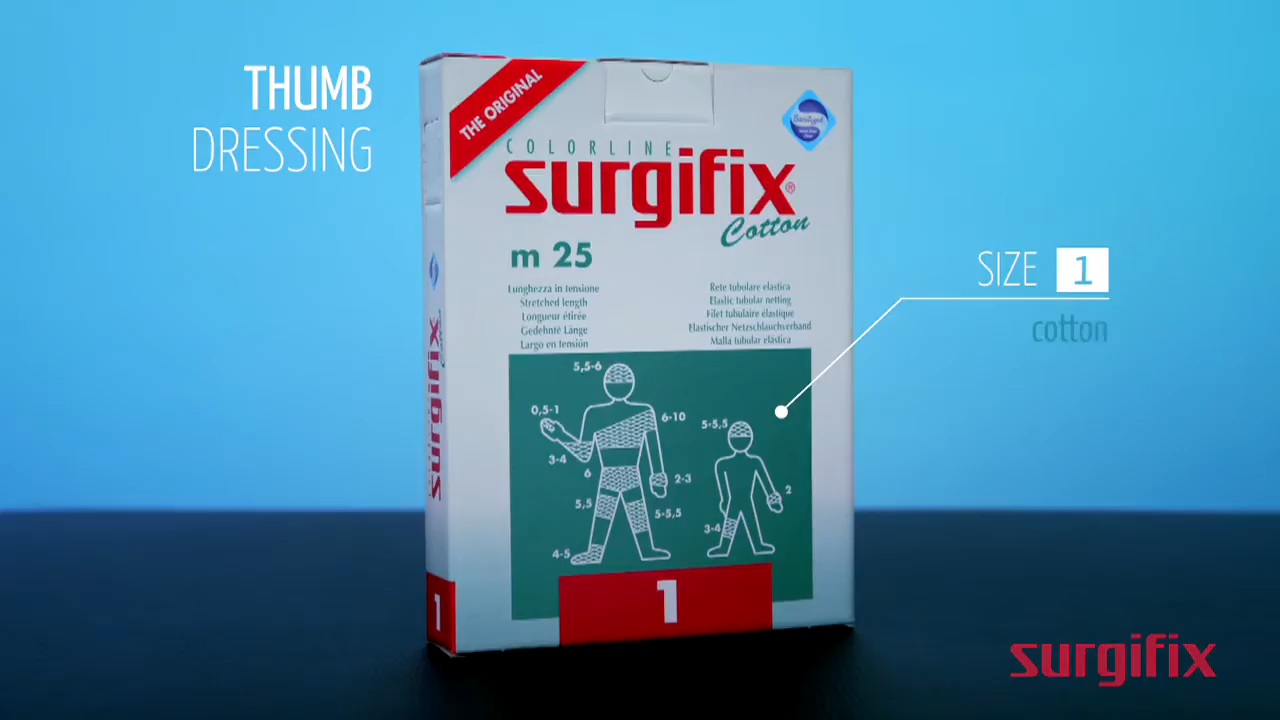 THUMB
DRESSING
THE ORIGINAL
Sanitized
COLORLINE
surgifix®
Cotton
m 25
Lunghezza in tensione
Stretched length
Longueur étirée
Gedehnte Länge
Largo en tensión
Rete tubolare elastica
Elastic tubular netting
Filet tubulaire élastique
Elastischer Netzschlauchverband
Malla tubular elástica
5,5-6
0,5-1
6-10
3-4
6
2-3
5,5
5-5,5
4-5
5-5,5
2
3-4
1
surgifix
1
SIZE 1
cotton
surgifix